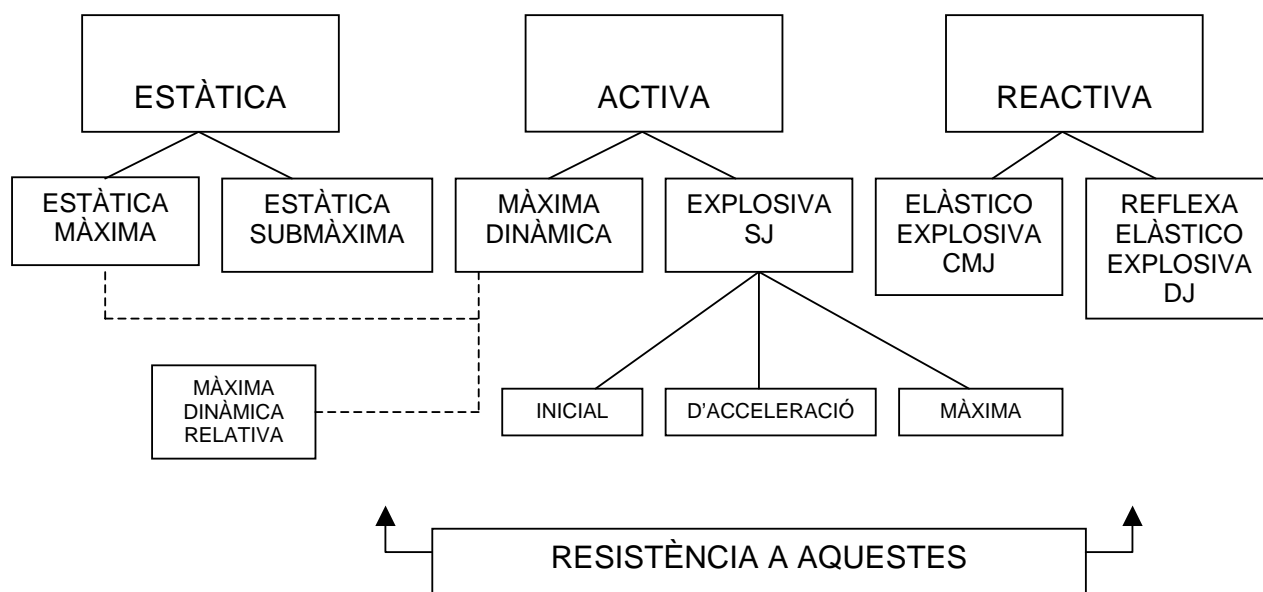 ESTÀTICA
ACTIVA
REACTIVA
ESTÀTICA
MÀXIMA
ESTÀTICA
SUBMÀXIMA
MÀXIMA
DINÀMICA
EXPLOSIVA
SJ
ELÀSTICO
EXPLOSIVA
CMJ
REFLEXA
ELÀSTICO
EXPLOSIVA
DJ
MÀXIMA
DINÀMICA
RELATIVA
INICIAL
D’ACCELERACIÓ
MÀXIMA
RESISTÈNCIA A AQUESTES